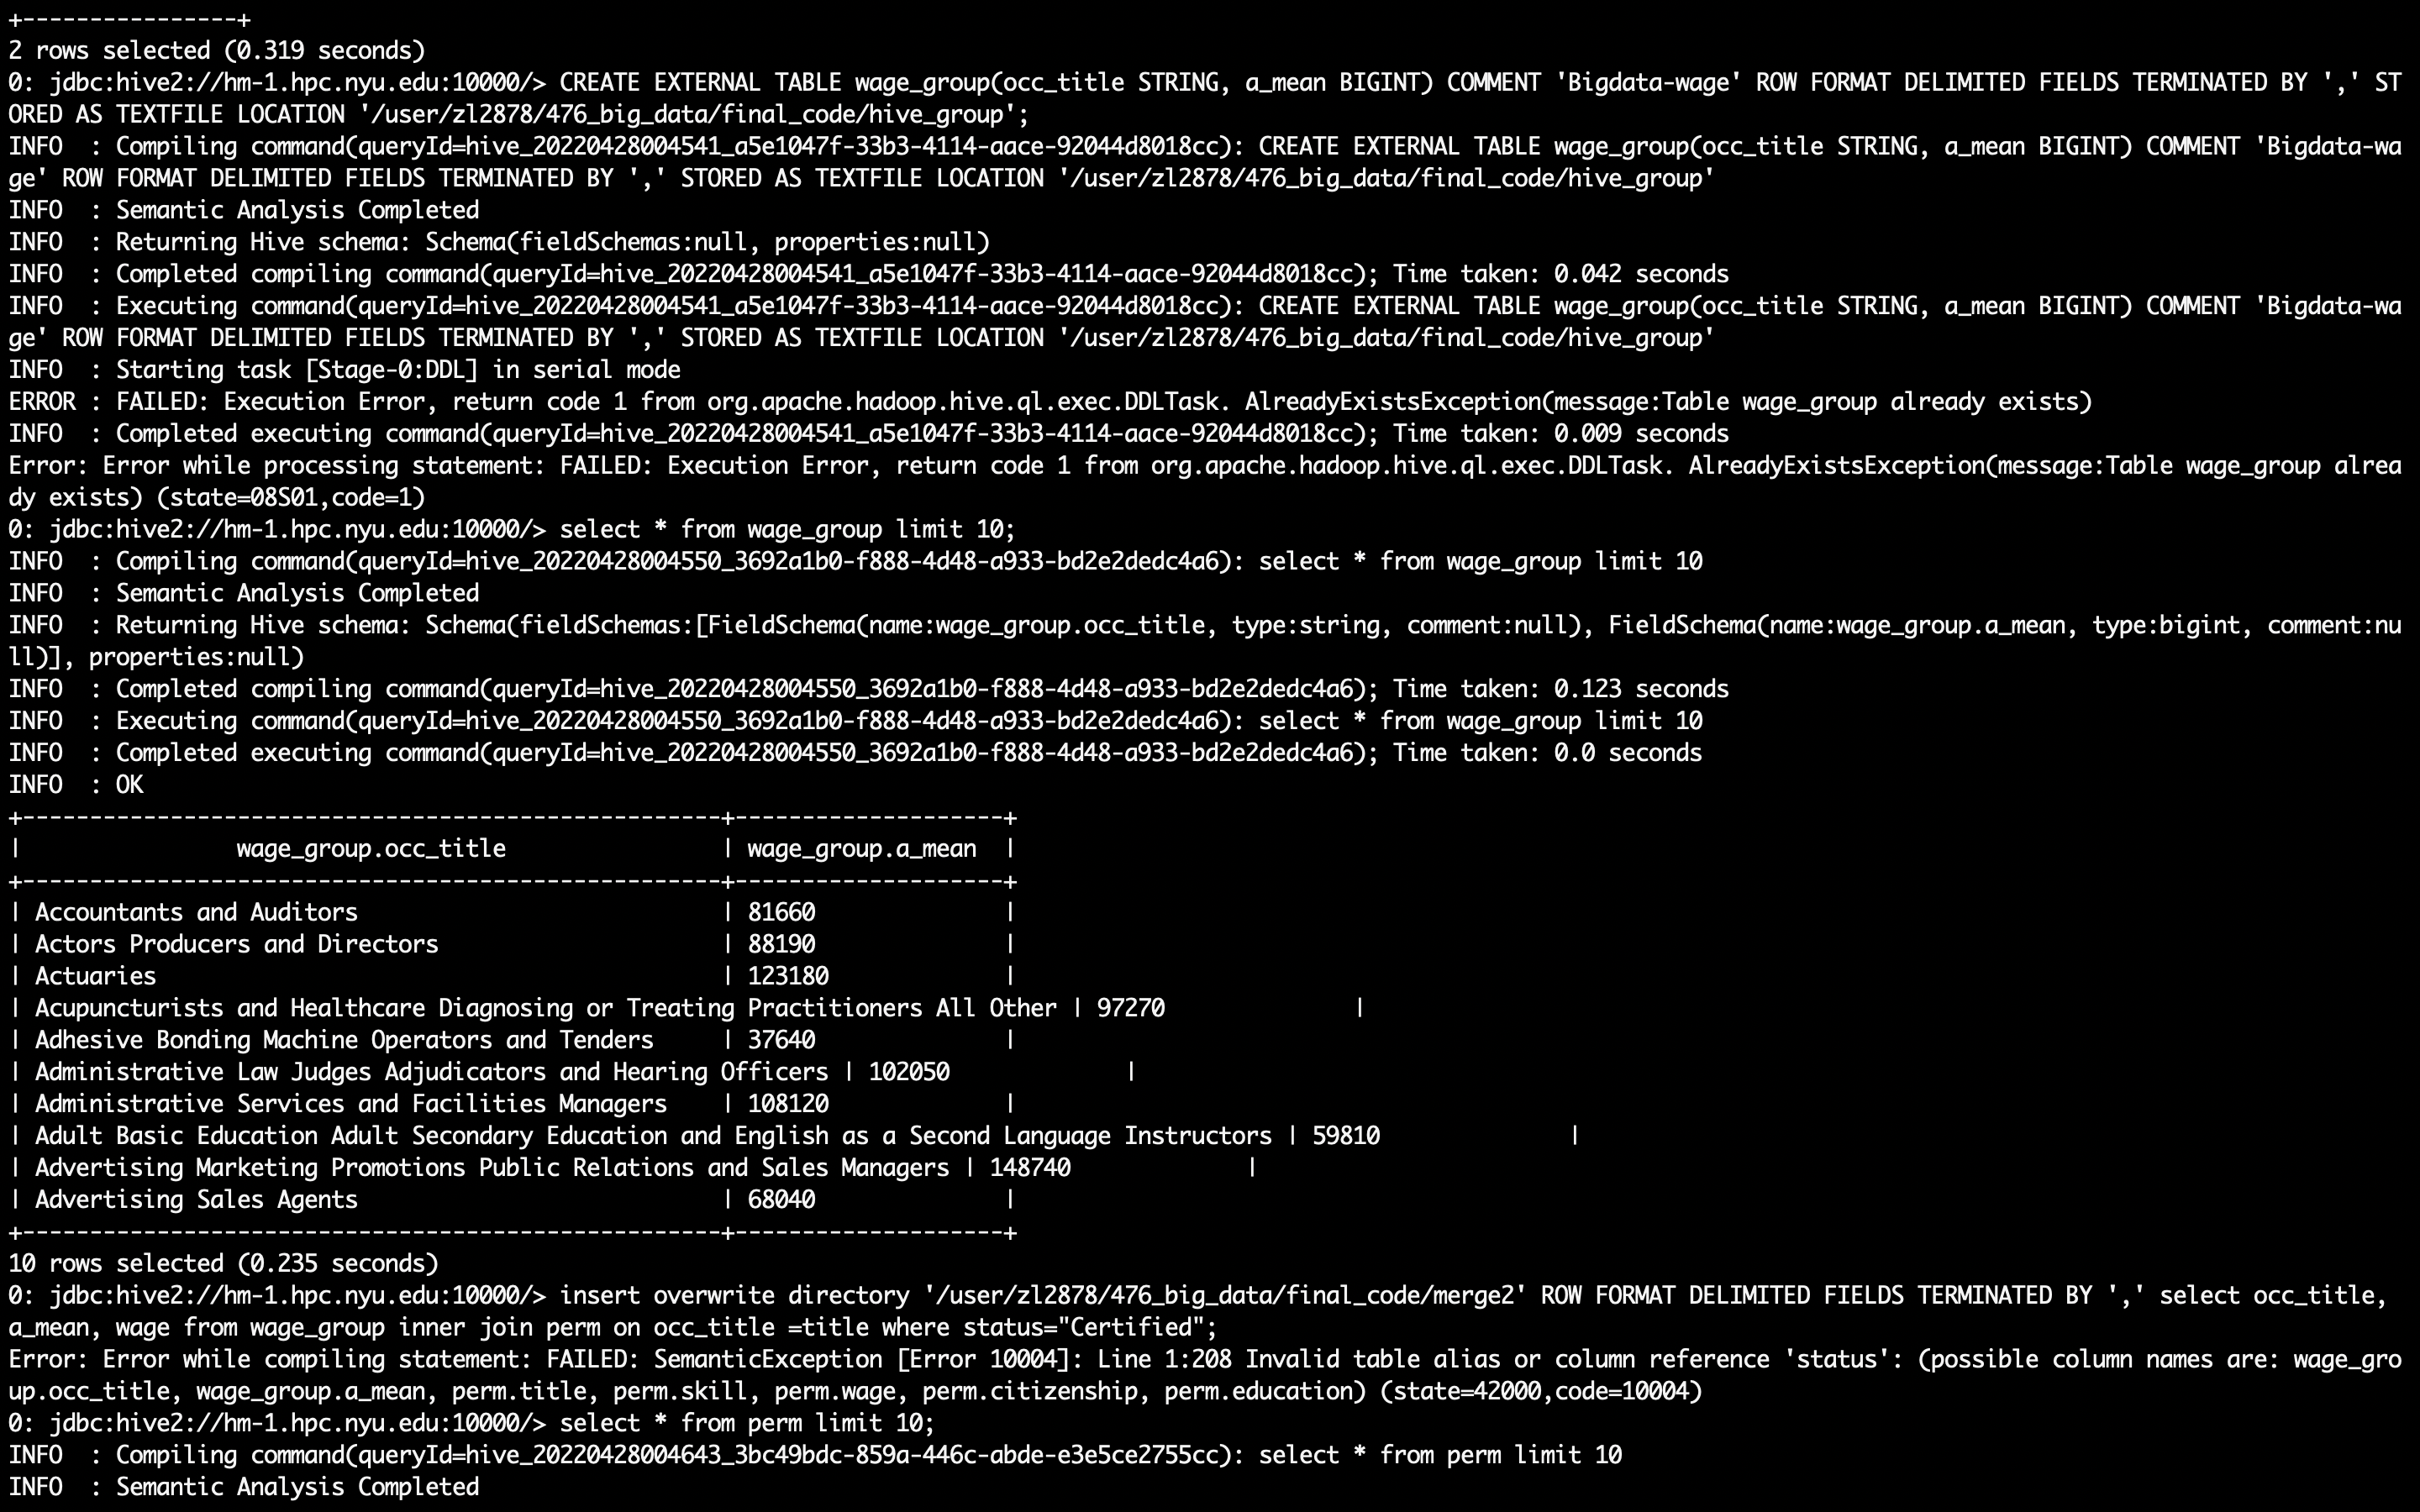 +----------------+
2 rows selected (0.319 seconds)
0: jdbc:hive2://hm-1.hpc.nyu.edu:10000/> CREATE EXTERNAL TABLE wage_group(occ_title STRING, a_mean BIGINT) COMMENT 'Bigdata-wage' ROW FORMAT DELIMITED FIELDS TERMINATED BY ',' ST
ORED AS TEXTFILE LOCATION '/user/zl2878/476_big_data/final_code/hive_group';
INFO  : Compiling command(queryId=hive_20220428004541_a5e1047f-33b3-4114-aace-92044d8018cc): CREATE EXTERNAL TABLE wage_group(occ_title STRING, a_mean BIGINT) COMMENT 'Bigdata-wa
ge' ROW FORMAT DELIMITED FIELDS TERMINATED BY ',' STORED AS TEXTFILE LOCATION '/user/zl2878/476_big_data/final_code/hive_group'
INFO  : Semantic Analysis Completed
INFO  : Returning Hive schema: Schema(fieldSchemas:null, properties:null)
INFO  : Completed compiling command(queryId=hive_20220428004541_a5e1047f-33b3-4114-aace-92044d8018cc); Time taken: 0.042 seconds
INFO  : Executing command(queryId=hive_20220428004541_a5e1047f-33b3-4114-aace-92044d8018cc): CREATE EXTERNAL TABLE wage_group(occ_title STRING, a_mean BIGINT) COMMENT 'Bigdata-wa
ge' ROW FORMAT DELIMITED FIELDS TERMINATED BY ',' STORED AS TEXTFILE LOCATION '/user/zl2878/476_big_data/final_code/hive_group'
INFO  : Starting task [Stage-0:DDL] in serial mode
ERROR : FAILED: Execution Error, return code 1 from org.apache.hadoop.hive.ql.exec.DDLTask. AlreadyExistsException(message:Table wage_group already exists)
INFO  : Completed executing command(queryId=hive_20220428004541_a5e1047f-33b3-4114-aace-92044d8018cc); Time taken: 0.009 seconds
Error: Error while processing statement: FAILED: Execution Error, return code 1 from org.apache.hadoop.hive.ql.exec.DDLTask. AlreadyExistsException(message:Table wage_group alrea
dy exists) (state=08S01,code=1)
0: jdbc:hive2://hm-1.hpc.nyu.edu:10000/> select * from wage_group limit 10;
INFO  : Compiling command(queryId=hive_20220428004550_3692a1b0-f888-4d48-a933-bd2e2dedc4a6): select * from wage_group limit 10
INFO  : Semantic Analysis Completed
INFO  : Returning Hive schema: Schema(fieldSchemas:[FieldSchema(name:wage_group.occ_title, type:string, comment:null), FieldSchema(name:wage_group.a_mean, type:bigint, comment:nu
ll)], properties:null)
INFO  : Completed compiling command(queryId=hive_20220428004550_3692a1b0-f888-4d48-a933-bd2e2dedc4a6); Time taken: 0.123 seconds
INFO  : Executing command(queryId=hive_20220428004550_3692a1b0-f888-4d48-a933-bd2e2dedc4a6): select * from wage_group limit 10
INFO  : Completed executing command(queryId=hive_20220428004550_3692a1b0-f888-4d48-a933-bd2e2dedc4a6); Time taken: 0.0 seconds
INFO  : OK
+----------------------------------------------------+--------------------+
|                wage_group.occ_title                | wage_group.a_mean  |
+----------------------------------------------------+--------------------+
| Accountants and Auditors                           | 81660              |
| Actors Producers and Directors                     | 88190              |
| Actuaries                                          | 123180             |
| Acupuncturists and Healthcare Diagnosing or Treating Practitioners All Other | 97270              |
| Adhesive Bonding Machine Operators and Tenders     | 37640              |
| Administrative Law Judges Adjudicators and Hearing Officers | 102050             |
| Administrative Services and Facilities Managers    | 108120             |
| Adult Basic Education Adult Secondary Education and English as a Second Language Instructors | 59810              |
| Advertising Marketing Promotions Public Relations and Sales Managers | 148740             |
| Advertising Sales Agents                           | 68040              |
+----------------------------------------------------+--------------------+
10 rows selected (0.235 seconds)
0: jdbc:hive2://hm-1.hpc.nyu.edu:10000/> insert overwrite directory '/user/zl2878/476_big_data/final_code/merge2' ROW FORMAT DELIMITED FIELDS TERMINATED BY ',' select occ_title,
a_mean, wage from wage_group inner join perm on occ_title =title where status="Certified";
Error: Error while compiling statement: FAILED: SemanticException [Error 10004]: Line 1:208 Invalid table alias or column reference 'status': (possible column names are: wage_gro
up.occ_title, wage_group.a_mean, perm.title, perm.skill, perm.wage, perm.citizenship, perm.education) (state=42000,code=10004)
0: jdbc:hive2://hm-1.hpc.nyu.edu:10000/> select * from perm limit 10;
INFO  : Compiling command(queryId=hive_20220428004643_3bc49bdc-859a-446c-abde-e3e5ce2755cc): select * from perm limit 10
INFO  : Semantic Analysis Completed